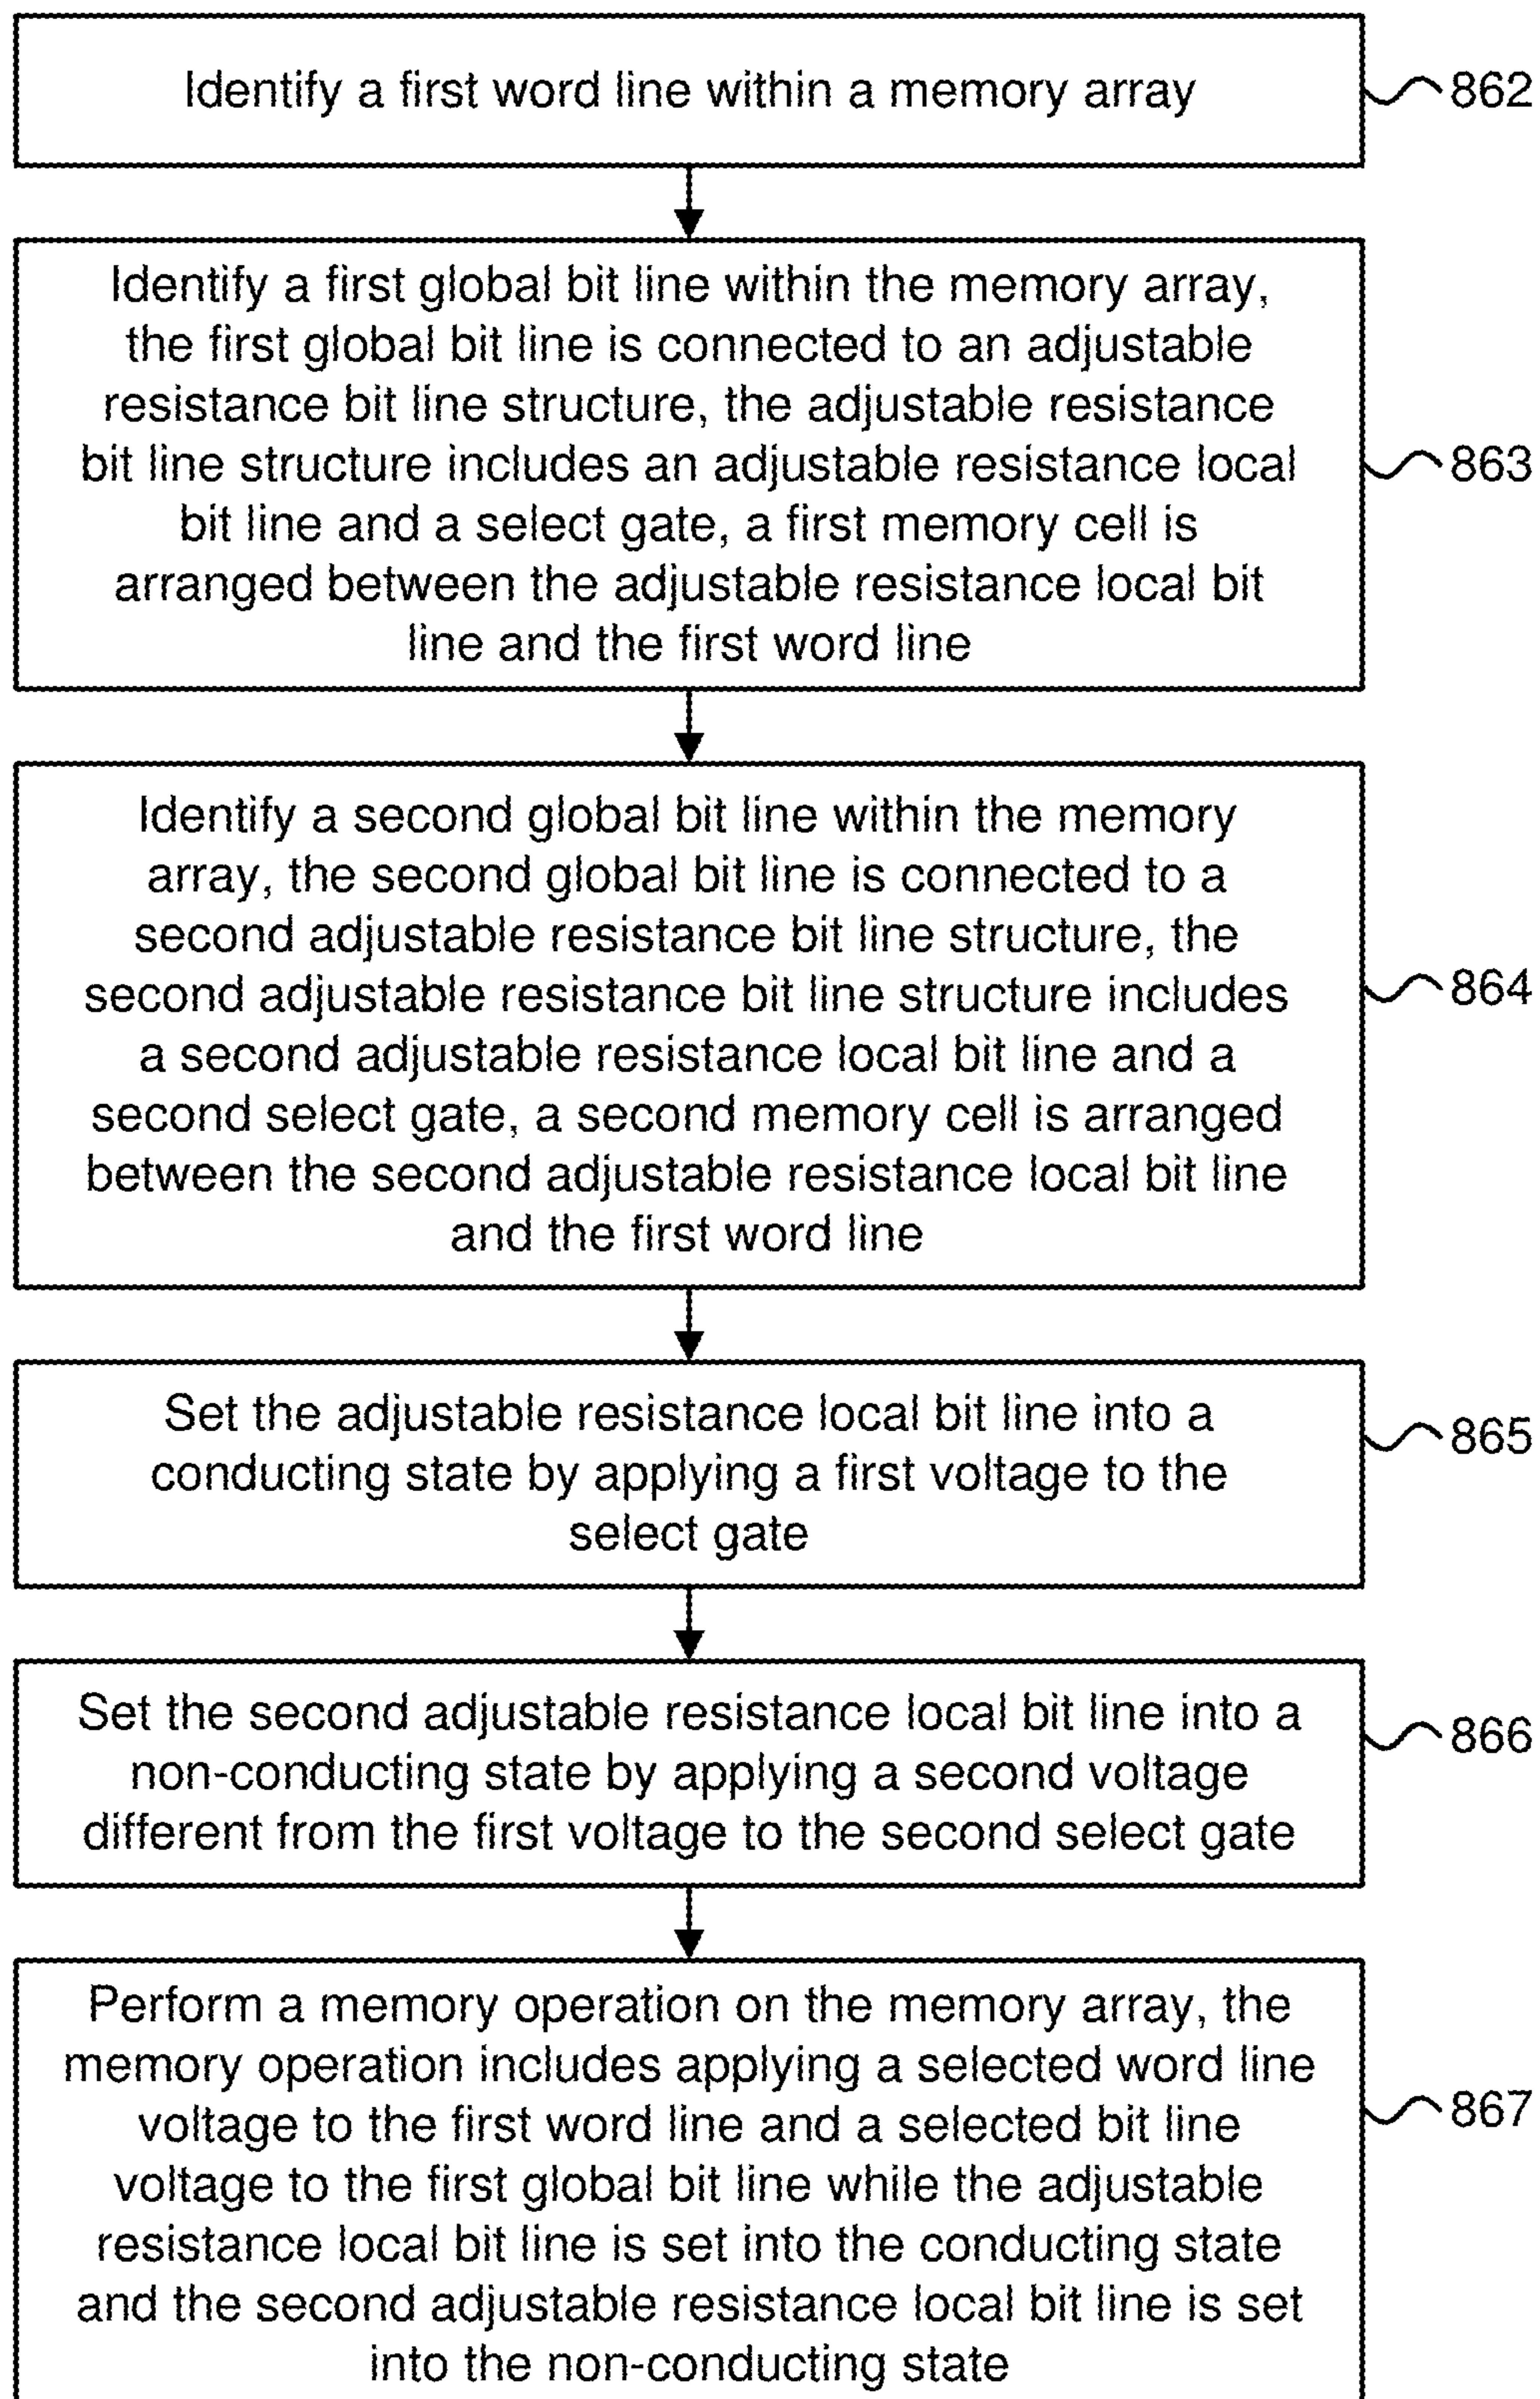 Identify a first word line within a memory array
862
Identify a first global bit line within the memory array,
the first global bit line is connected to an adjustable
resistance bit line structure, the adjustable resistance
bit line structure includes an adjustable resistance local
bit line and a select gate, a first memory cell is
arranged between the adjustable resistance local bit
line and the first word line
863
Identify a second global bit line within the memory
array, the second global bit line is connected to a
second adjustable resistance bit line structure, the
second adjustable resistance bit line structure includes
a second adjustable resistance local bit line and a
second select gate, a second memory cell is arranged
between the second adjustable resistance local bit line
and the first word line
864
Set the adjustable resistance local bit line into a
conducting state by applying a first voltage to the
select gate
865
Set the second adjustable resistance local bit line into a
non-conducting state by applying a second voltage
different from the first voltage to the second select gate
866
Perform a memory operation on the memory array, the
memory operation includes applying a selected word line
voltage to the first word line and a selected bit line
voltage to the first global bit line while the adjustable
resistance local bit line is set into the conducting state
and the second adjustable resistance local bit line is set
into the non-conducting state
867